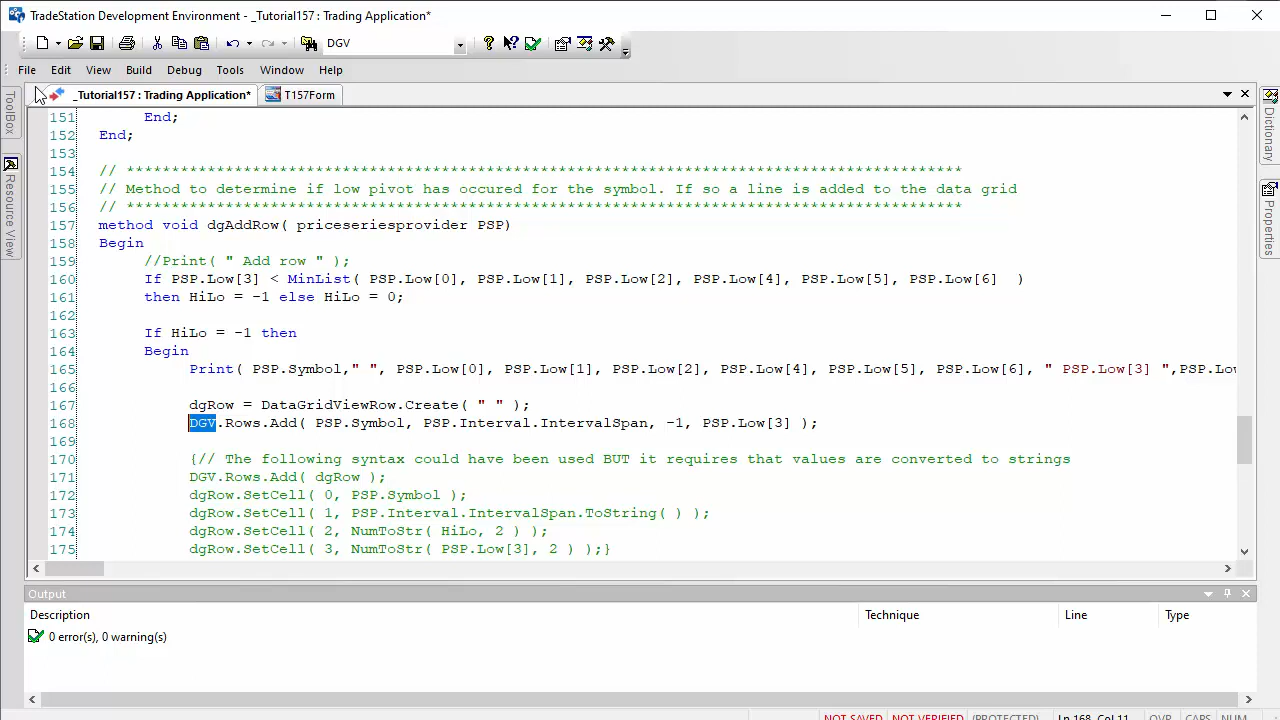 TradeStation Development Environment - _Tutorial157 : Trading Application*
DGV
File Edit View Build Debug Tools Window Help
_Tutorial157 : Trading Application* T157Form
ToolBox
Resource View
Dictionary
Properties
151 End;
152 End;
153
154 // *********************************************************************************************
155 // Method to determine if low pivot has occured for the symbol. If so a line is added to the data grid
156 // *********************************************************************************************
157 method void dgAddRow( priceseriesprovider PSP)
158 Begin
159 //Print( " Add row " );
160 If PSP.Low[3] < MinList( PSP.Low[0], PSP.Low[1], PSP.Low[2], PSP.Low[4], PSP.Low[5], PSP.Low[6] )
161 then HiLo = -1 else HiLo = 0;
162
163 If HiLo = -1 then
164 Begin
165 Print( PSP.Symbol," ", PSP.Low[0], PSP.Low[1], PSP.Low[2], PSP.Low[4], PSP.Low[5], PSP.Low[6], " PSP.Low[3] ",PSP.Low
166
167 dgRow = DataGridViewRow.Create( " " );
168 DGV.Rows.Add( PSP.Symbol, PSP.Interval.IntervalSpan, -1, PSP.Low[3] );
169
170 {// The following syntax could have been used BUT it requires that values are converted to strings
171 DGV.Rows.Add( dgRow );
172 dgRow.SetCell( 0, PSP.Symbol );
173 dgRow.SetCell( 1, PSP.Interval.IntervalSpan.ToString( ) );
174 dgRow.SetCell( 2, NumToStr( HiLo, 2 ) );
175 dgRow.SetCell( 3, NumToStr( PSP.Low[3], 2 ) );}
Output
Description Technique Line Type
0 error(s), 0 warning(s)
NOT SAVED NOT VERIFIED (PROTECTED) Ln 168, Col 11 OVR CAPS NUM